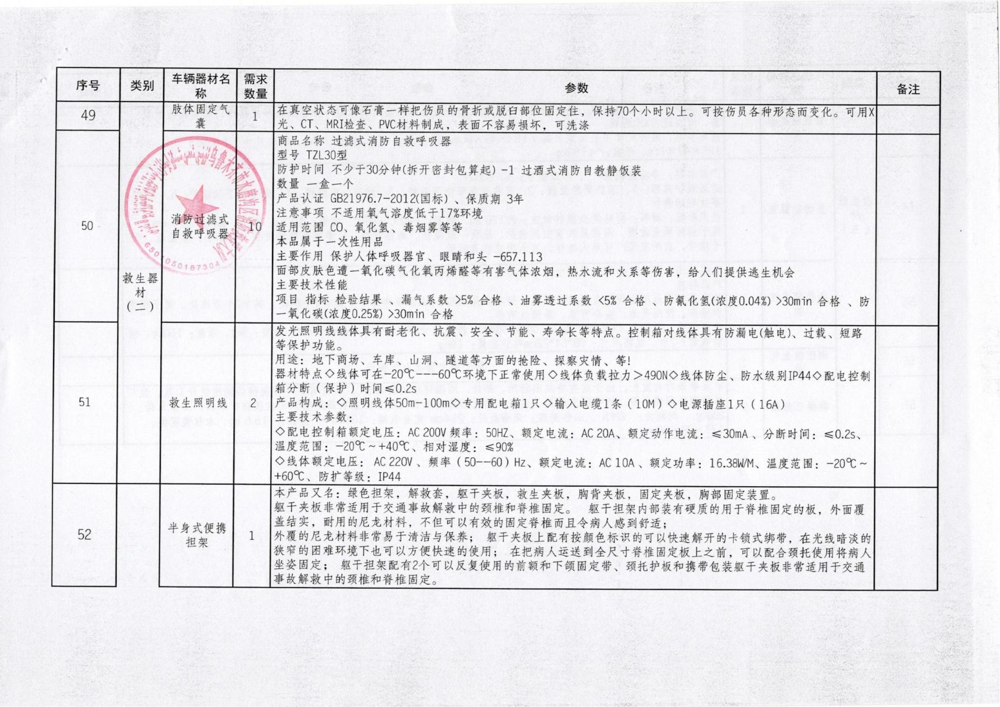 序号 类别 车辆器材名称 需求数量 参数 备注
救生器材(二)
49 肢体固定气囊 1
在真空状态可像石膏一样把伤员的骨折或脱臼部位固定住，保持70个小时以上。可按伤员各种形态而变化。可用X
光、CT、MRI检查、PVC材料制成，表面不容易损坏，可洗涤
50 消防过滤式自救呼吸器 10
商品名称 过滤式消防自救呼吸器
型号 TZL30型
防护时间 不少于30分钟(拆开密封包算起) -1 过酒式消防自教静饭装
数量 一盒一个
产品认证 GB21976.7-2012(国标) 、保质期 3年
注意事项 不适用氧气溶度低于17%环境
适用范围 CO、氧化氢、毒烟雾等等
本品属于一次性用品
主要作用 保护人体呼吸器官、眼睛和头 -657.113
面部皮肤色遭一氧化碳气化氧丙烯醛等有害气体浓烟，热水流和火系等伤害，给人们提供逃生机会
主要技术性能
项目 指标 检验结果 、漏气系数 >5% 合格 、油雾透过系数 <5% 合格 、防氰化氢(浓度0.04%) >30min 合格 、防
一氧化碳(浓度0.25%) >30min 合格
6501050187304
51 救生照明线 2
发光照明线线体具有耐老化、抗震、安全、节能、寿命长等特点。控制箱对线体具有防漏电(触电)、过载、短路
等保护功能。
用途：地下商场、车库、山洞、隧道等方面的抢险、探察灾情、等!
器材特点◇线体可在-20℃---60℃环境下正常使用◇线体负载拉力＞490N◇线体防尘、防水级别IP44◇配电控制
箱分断（保护）时间≤0.2s
产品构成：◇照明线体50m-100m◇专用配电箱1只◇输入电缆1条（10M）◇电源插座1只（16A）
主要技术参数：
◇配电控制箱额定电压：AC 200V 频率：50HZ、额定电流：AC 20A、额定动作电流：≤30mA 、分断时间：≤0.2s、
温度范围：-20℃～+40℃、相对湿度：≤90%
◇线体额定电压： AC 220V 、频率（50--60）Hz、额定电流：AC 10A 、额定功率：16.38W/M、温度范围：-20℃～
+60℃、防扩等级：IP44
52 半身式便携担架 1
本产品又名：绿色担架，解救套，躯干夹板，救生夹板，胸背夹板，固定夹板，胸部固定装置。
躯干夹板非常适用于交通事故解救中的颈椎和脊椎固定。 躯干担架内部装有硬质的用于脊椎固定的板，外面覆
盖结实，耐用的尼龙材料，不但可以有效的固定脊椎而且令病人感到舒适；
外覆的尼龙材料非常易于清洁与保养； 躯干夹板上配有按颜色标识的可以快速解开的卡锁式绑带，在光线暗淡的
狭窄的困难环境下也可以方便快速的使用； 在把病人运送到全尺寸脊椎固定板上之前，可以配合颈托使用将病人
坐姿固定； 躯干担架配有2个可以反复使用的前额和下颌固定带、颈托护板和携带包装躯干夹板非常适用于交通
事故解救中的颈椎和脊椎固定。